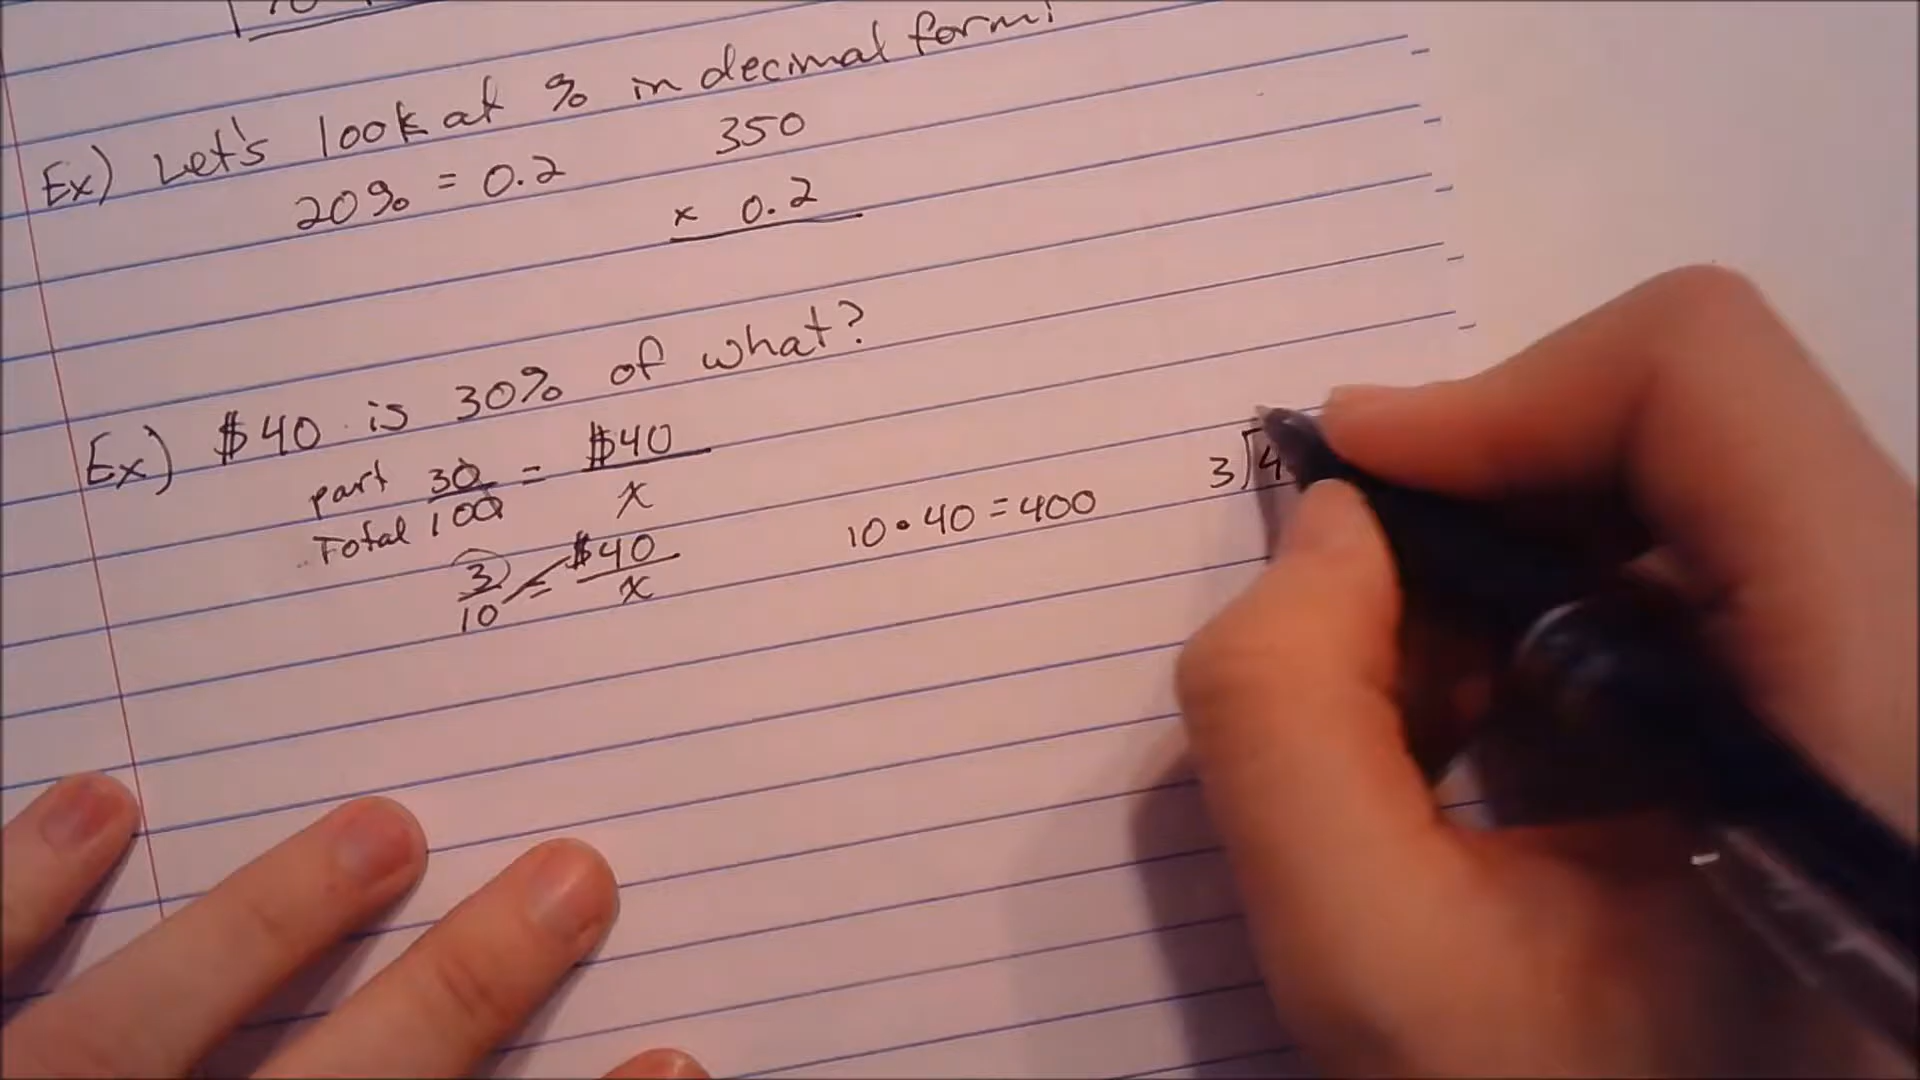 Ex) Let's look at % in decimal form!
20% = 0.2
350
x 0.2
Ex) $40 is 30% of what?
part 30 = $40
Total 100 x
3 = $40
10 x
10 • 40 = 400
3 4